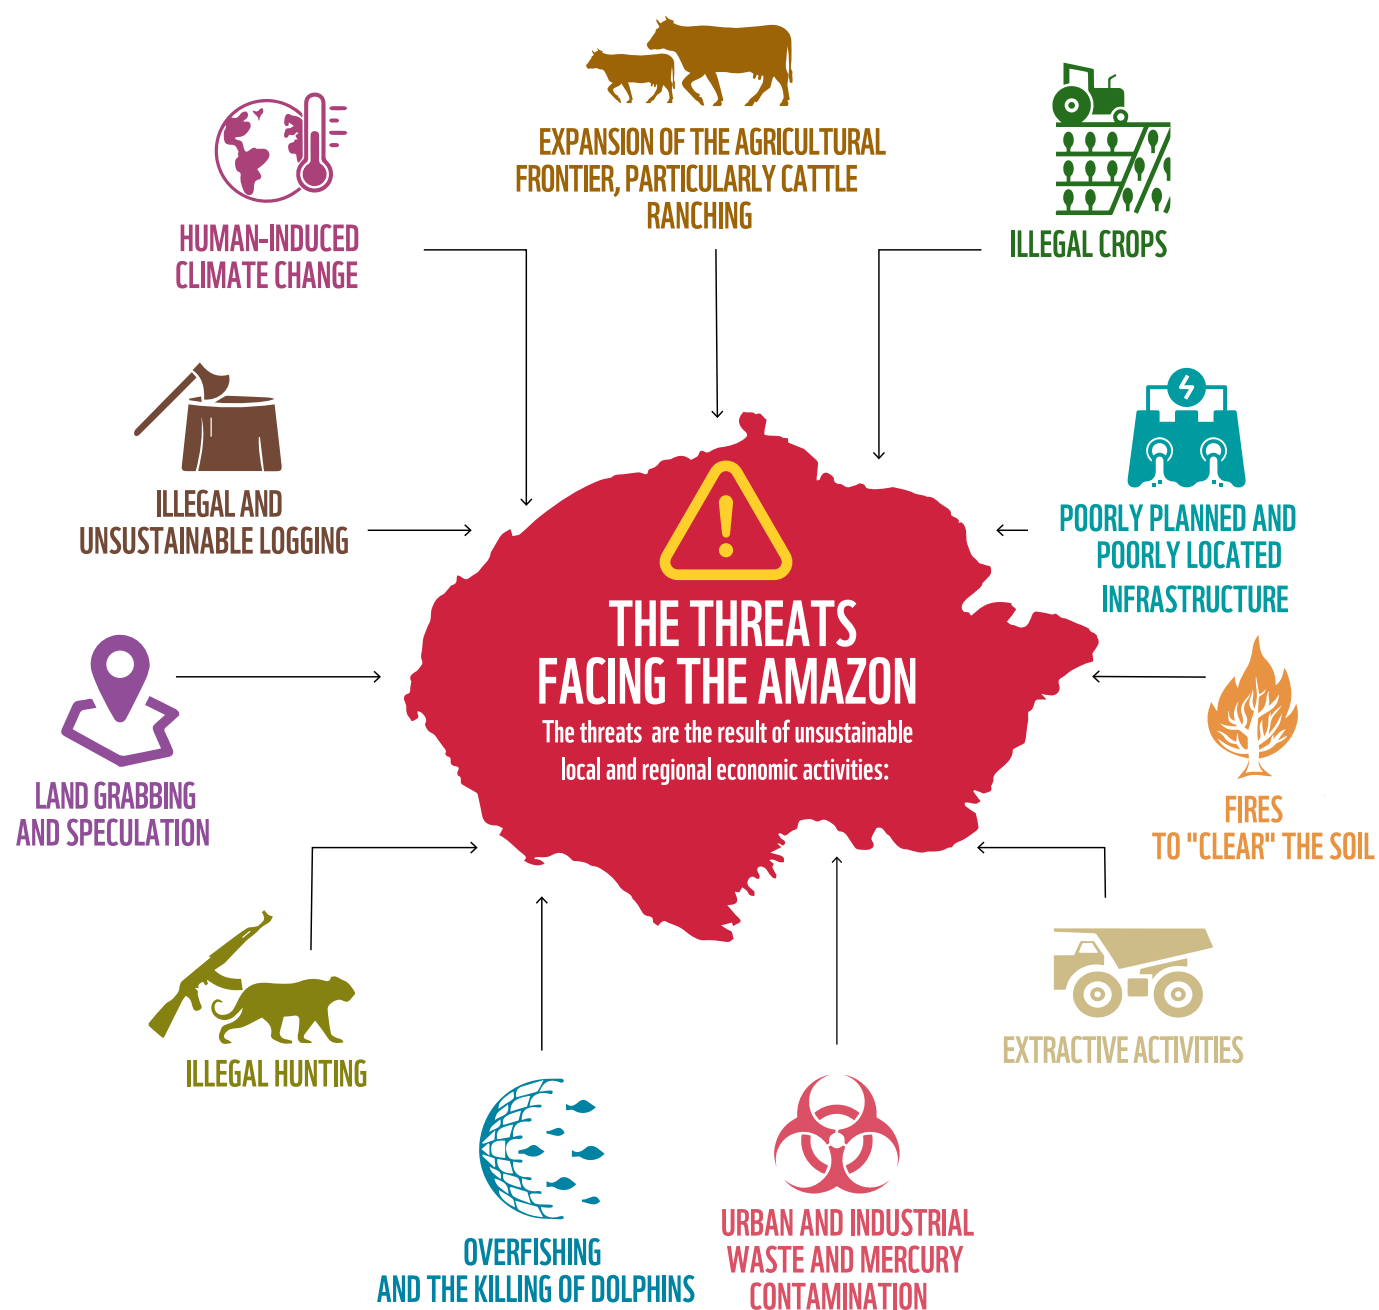 EXPANSION OF THE AGRICULTURAL
FRONTIER, PARTICULARLY CATTLE
RANCHING
ILLEGAL CROPS
HUMAN-INDUCED
CLIMATE CHANGE
ILLEGAL AND
UNSUSTAINABLE LOGGING
POORLY PLANNED AND
POORLY LOCATED
INFRASTRUCTURE
THE THREATS
FACING THE AMAZON
The threats are the result of unsustainable
local and regional economic activities:
LAND GRABBING
AND SPECULATION
FIRES
TO "CLEAR" THE SOIL
ILLEGAL HUNTING
EXTRACTIVE ACTIVITIES
OVERFISHING
AND THE KILLING OF DOLPHINS
URBAN AND INDUSTRIAL
WASTE AND MERCURY
CONTAMINATION